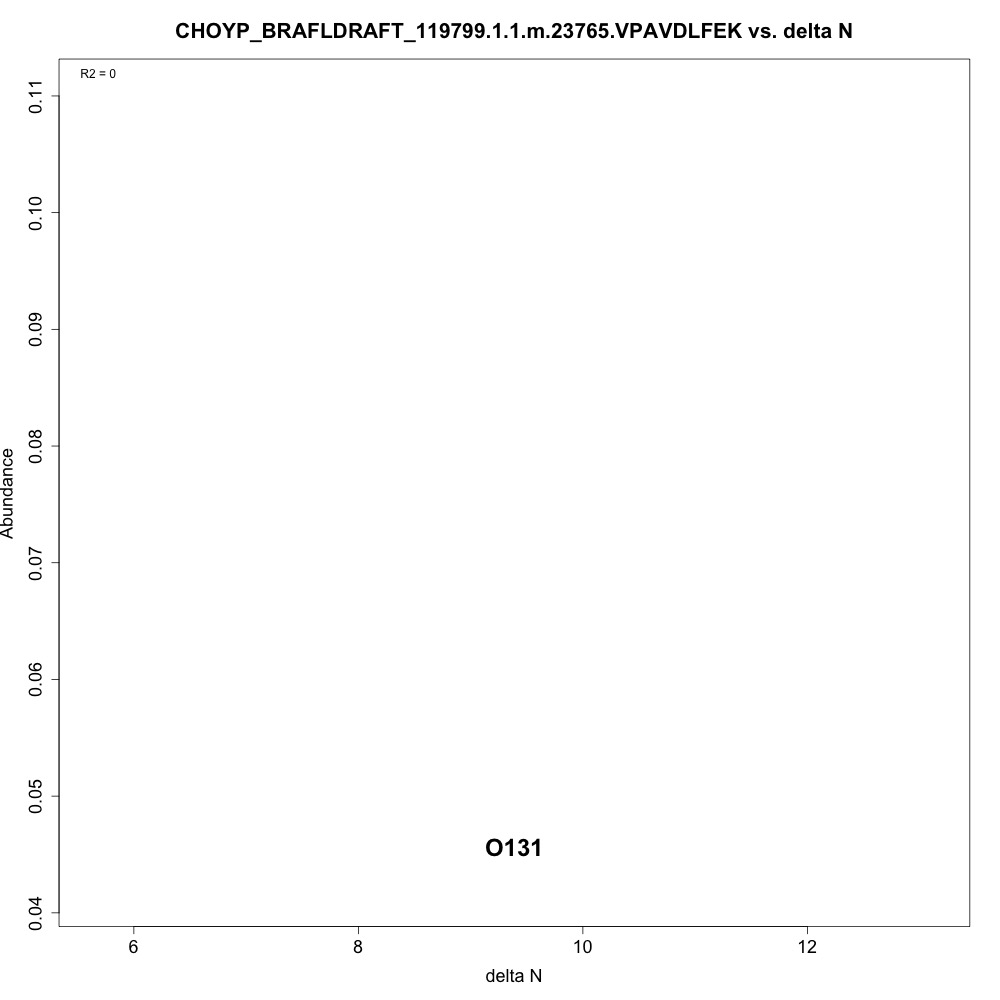 CHOYP_BRAFLDRAFT_119799.1.1.m.23765.VPAVDLFEK vs. delta N
R2 = 0
0.11
0.10
0.09
0.08
0.07
0.06
0.05
0.04
Abundance
O131
6 8 10 12
delta N